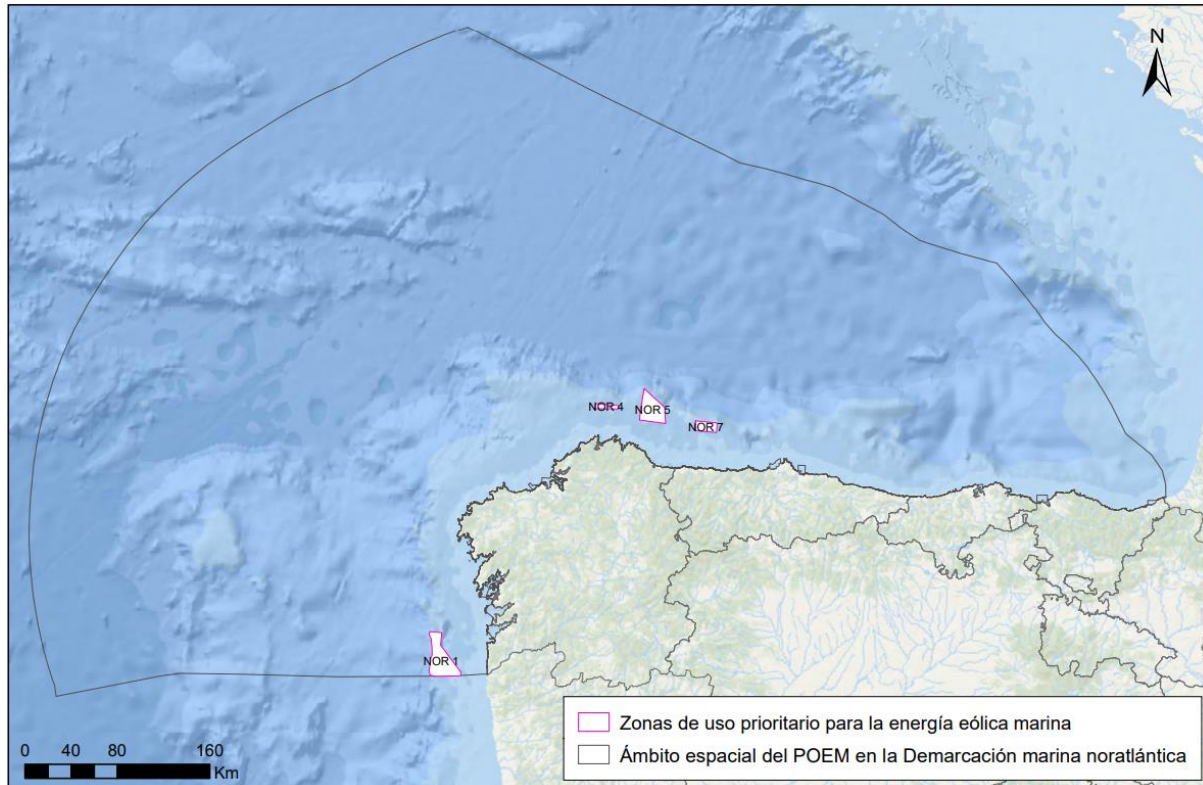 N
NOR 4
NOR 5
NOR 7
NOR 1
0 40 80 160
Km
Zonas de uso prioritario para la energía eólica marina
Ámbito espacial del POEM en la Demarcación marina noratlántica